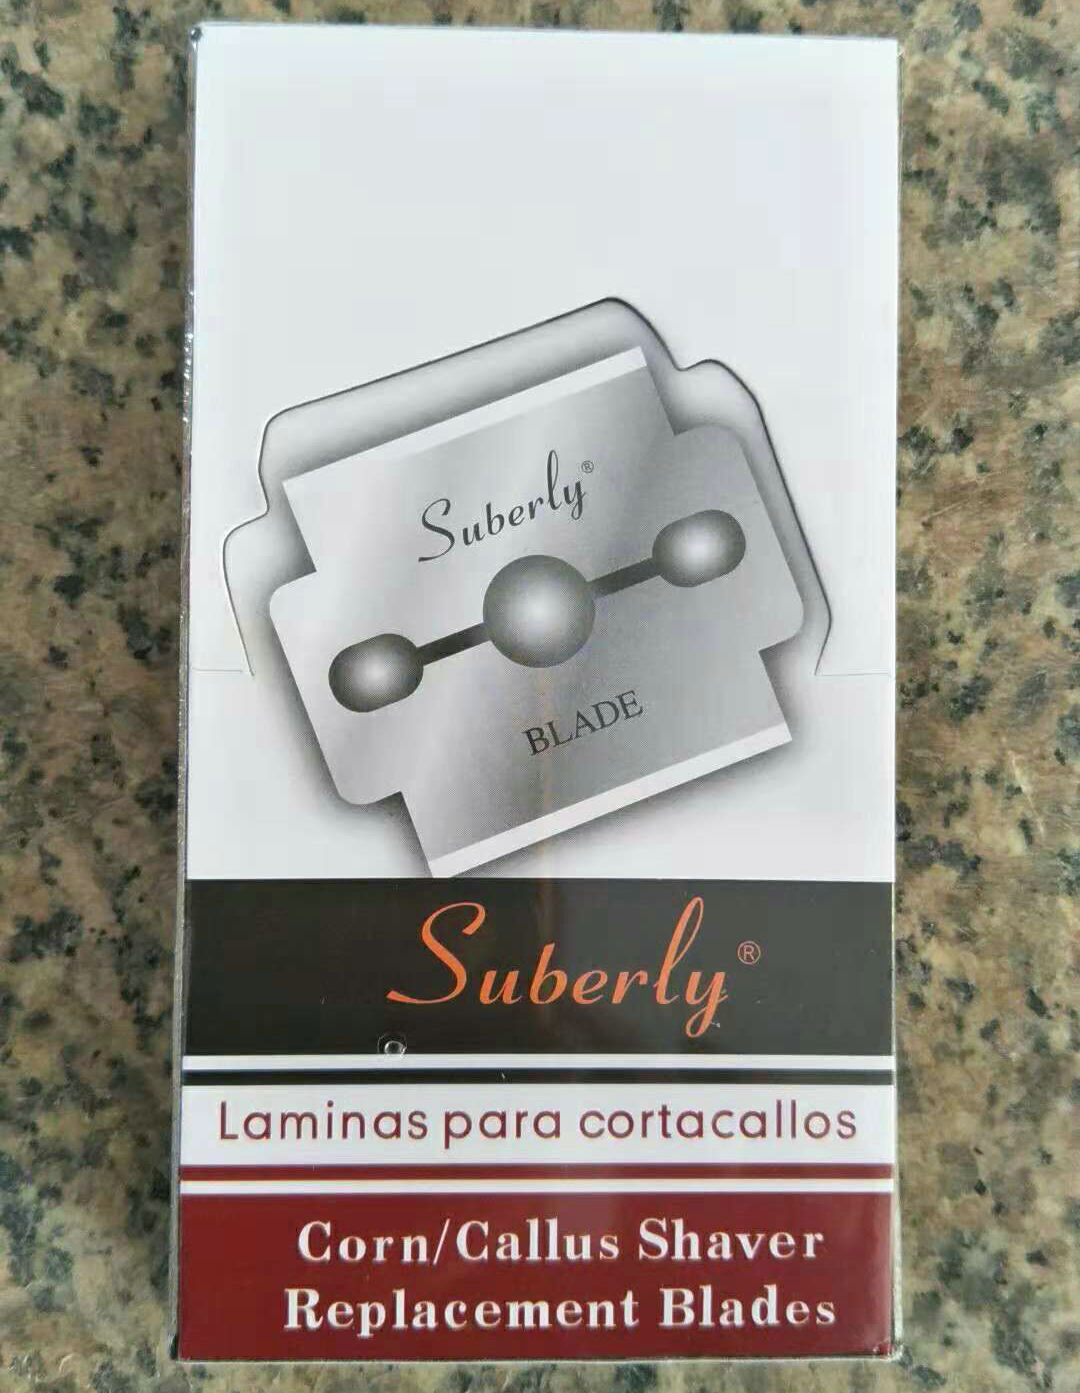 Suberly®
BLADE
Suberly®
Laminas para cortacallos
Corn/Callus Shaver
Replacement Blades